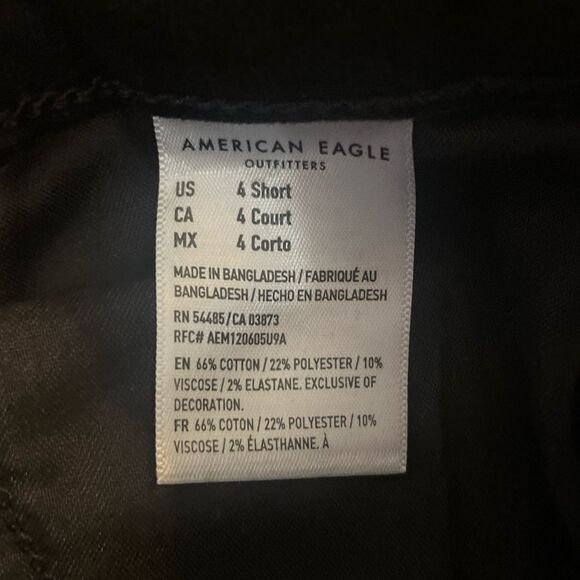 AMERICAN EAGLE
OUTFITTERS
US 4 Short
CA 4 Court
MX 4 Corto
MADE IN BANGLADESH / FABRIQUÉ AU
BANGLADESH / HECHO EN BANGLADESH
RN 54485 / CA 03873
RFC# AEM120605U9A
EN 66% COTTON / 22% POLYESTER / 10%
VISCOSE / 2% ELASTANE. EXCLUSIVE OF
DECORATION.
FR 66% COTON / 22% POLYESTER / 10%
VISCOSE / 2% ÉLASTHANNE. À